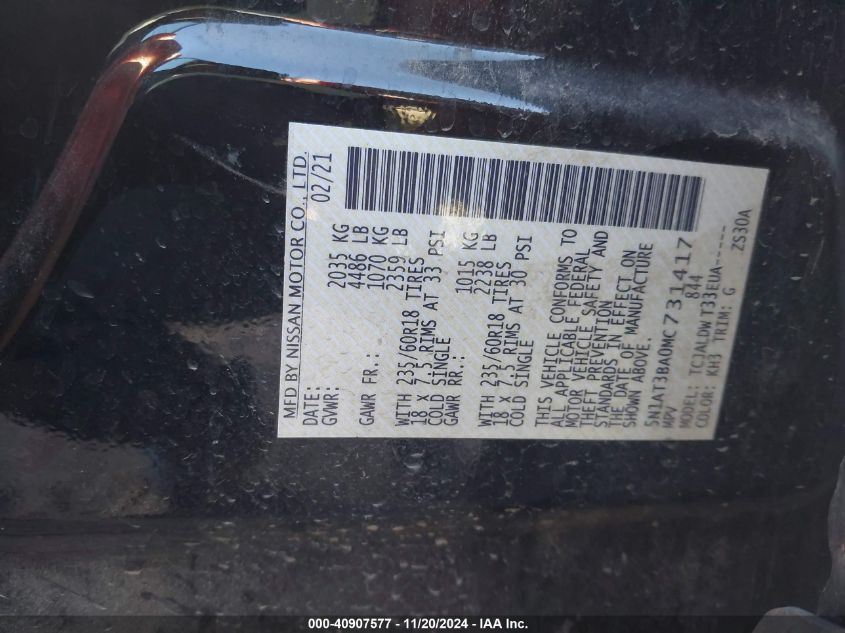 MFD BY NISSAN MOTOR CO., LTD.
DATE: 02/21
GVWR: 2035 KG
4486 LB
GAWR FR.: 1070 KG
2359 LB
WITH 235/60R18 TIRES
18 X 7.5 RIMS AT 33 PSI
COLD SINGLE
GAWR RR.: 1015 KG
2238 LB
WITH 235/60R18 TIRES
18 X 7.5 RIMS AT 30 PSI
COLD SINGLE
THIS VEHICLE CONFORMS TO
ALL APPLICABLE FEDERAL
MOTOR VEHICLE SAFETY AND
THEFT PREVENTION
STANDARDS IN EFFECT ON
THE DATE OF MANUFACTURE
SHOWN ABOVE.
5N1AT3BA0MC731417
MPV 844
MODEL: TCJALDWT33EUA-----
COLOR: KH3 TRIM: G ZS30A
000-40907577 - 11/20/2024 - IAA Inc.